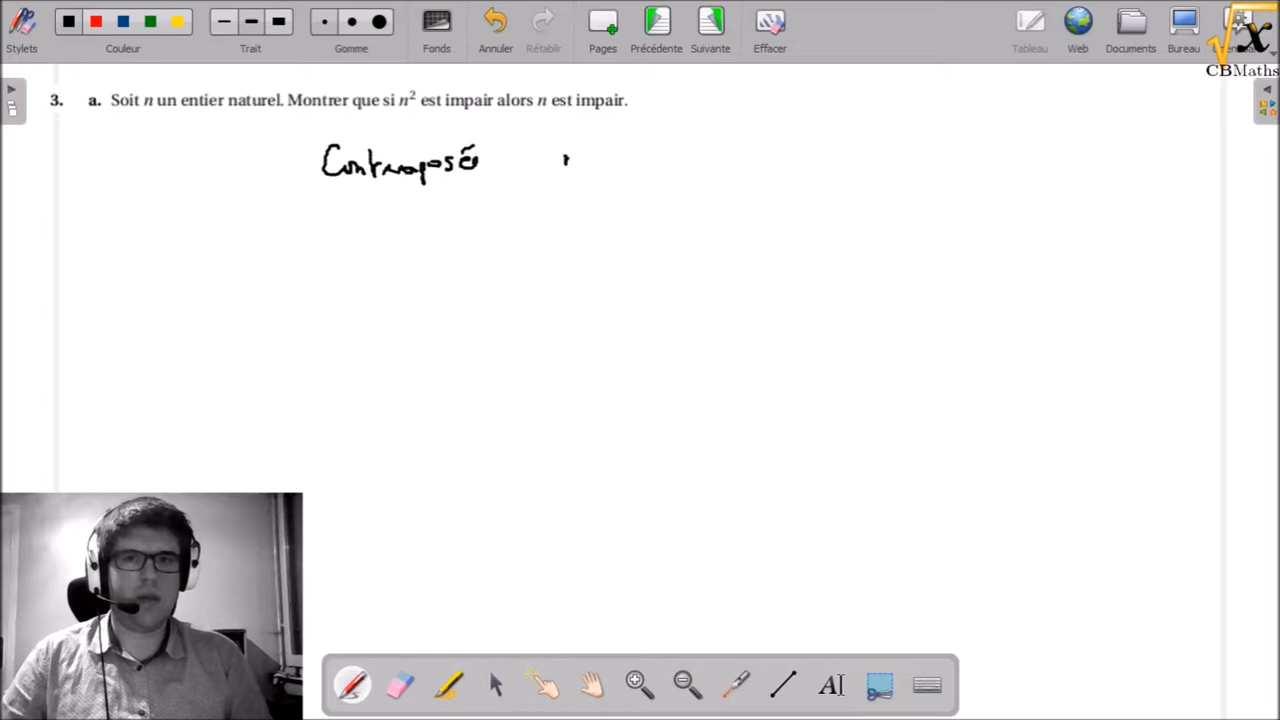 Stylets Couleur Trait Gomme Fonds Annuler Rétablir Pages Précédente Suivante Effacer Tableau Web Documents Bureau
√x
CBMaths
3. a. Soit n un entier naturel. Montrer que si n² est impair alors n est impair.
Contraposée
AI